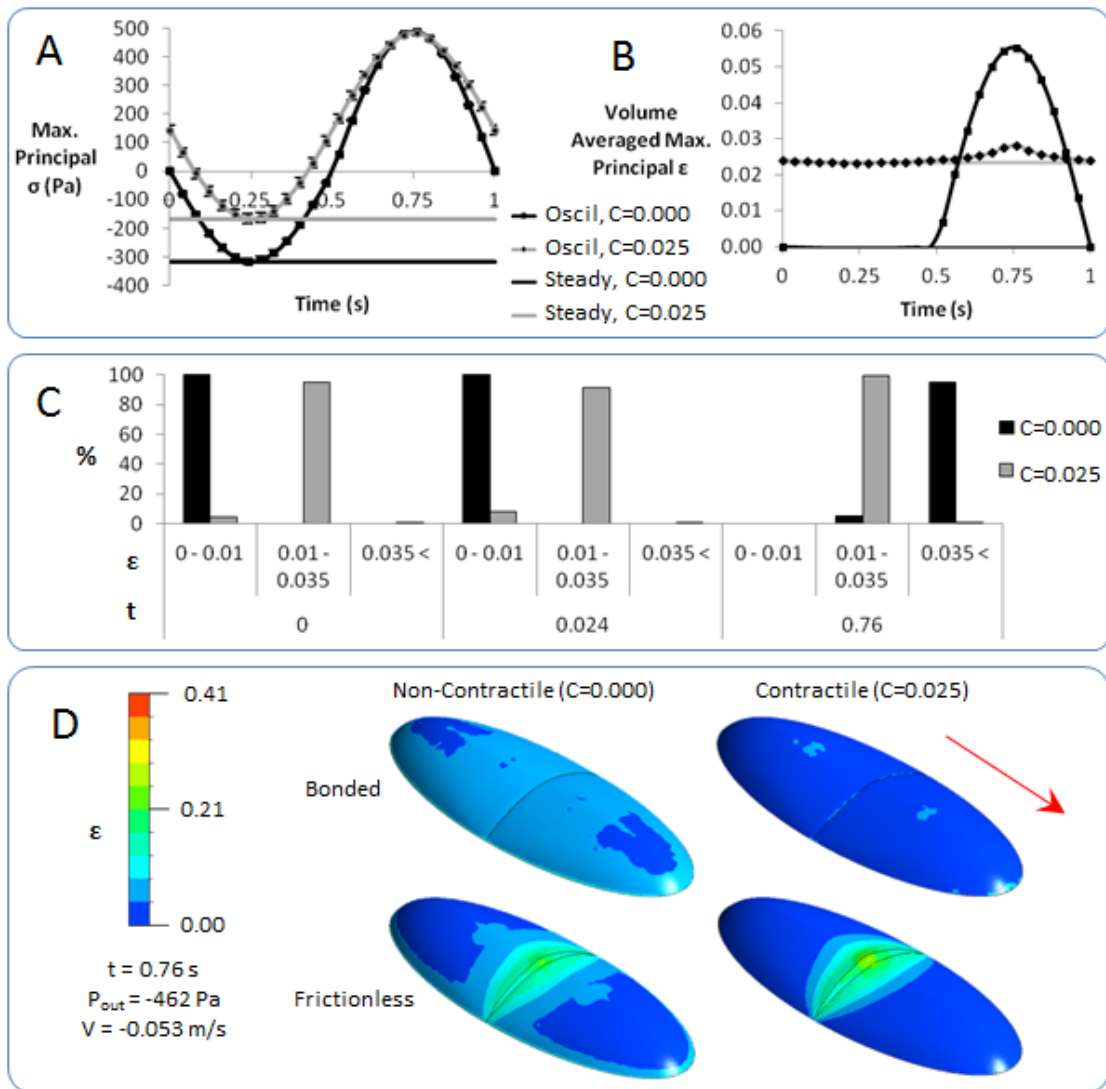 A
Max.
Principal
σ (Pa)
500
400
300
200
100
0
-100
-200
-300
-400
0
0.25
0.5
0.75
1
Time (s)
Oscil, C=0.000
Oscil, C=0.025
Steady, C=0.000
Steady, C=0.025
B
Volume
Averaged Max.
Principal ε
0.06
0.05
0.04
0.03
0.02
0.01
0.00
0
0.25
0.5
0.75
1
Time (s)
C
%
100
80
60
40
20
0
C=0.000
C=0.025
ε
0 - 0.01
0.01 -
0.035
0.035 <
0 - 0.01
0.01 -
0.035
0.035 <
0 - 0.01
0.01 -
0.035
0.035 <
t
0
0.024
0.76
D
0.41
0.21
0.00
ε
t = 0.76 s
Pout = -462 Pa
V = -0.053 m/s
Non-Contractile (C=0.000)
Contractile (C=0.025)
Bonded
Frictionless